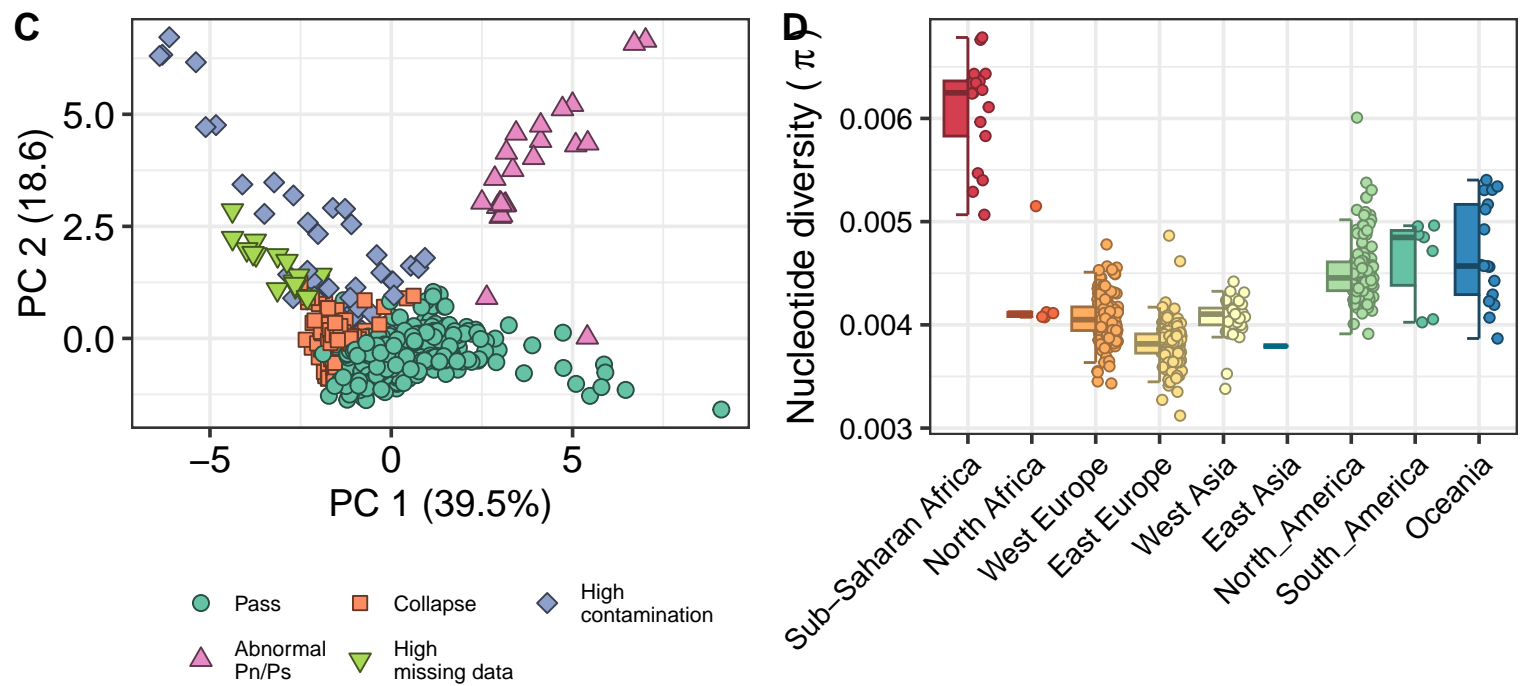 C
PC 2 (18.6)
5.0
2.5
0.0
−5
0
5
PC 1 (39.5%)
Pass
Collapse
High
contamination
Abnormal
Pn/Ps
High
missing data
D
Nucleotide diversity ( π )
0.006
0.005
0.004
0.003
Sub−Saharan Africa
North Africa
West Europe
East Europe
West Asia
East Asia
North_America
South_America
Oceania